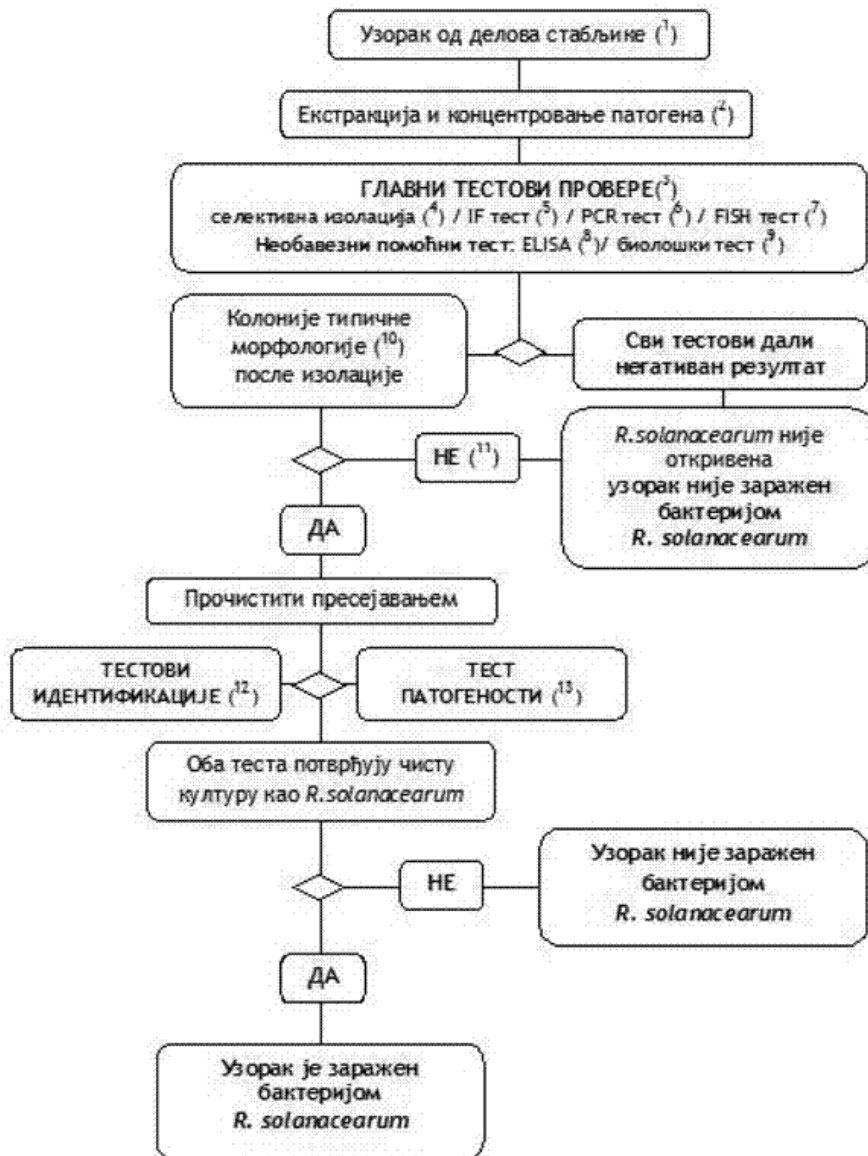 Узорак од делова стабљике (¹)
Екстракција и концентровање патогена (²)
ГЛАВНИ ТЕСТОВИ ПРОВЕРЕ(³)
селективна изолација (⁴) / IF тест (⁵) / PCR тест (⁶) / FISH тест (⁷)
Необавезни помоћни тест: ELISA (⁸)/ биолошки тест (⁹)
Колоније типичне
морфологије (¹⁰)
после изолације
Сви тестови дали
негативан резултат
НЕ (¹¹)
R.solanacearum није
откривена
узорак није заражен
бактеријом
R. solanacearum
ДА
Прочистити пресејавањем
ТЕСТОВИ
ИДЕНТИФИКАЦИЈЕ (¹²)
ТЕСТ
ПАТОГЕНОСТИ (¹³)
Оба теста потврђују чисту
културу као R.solanacearum
НЕ
Узорак није заражен
бактеријом
R. solanacearum
ДА
Узорак је заражен
бактеријом
R. solanacearum